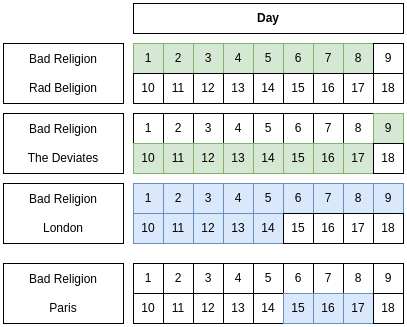 Day
Bad Religion 1 2 3 4 5 6 7 8 9
Rad Beligion 10 11 12 13 14 15 16 17 18
Bad Religion 1 2 3 4 5 6 7 8 9
The Deviates 10 11 12 13 14 15 16 17 18
Bad Religion 1 2 3 4 5 6 7 8 9
London 10 11 12 13 14 15 16 17 18
Bad Religion 1 2 3 4 5 6 7 8 9
Paris 10 11 12 13 14 15 16 17 18